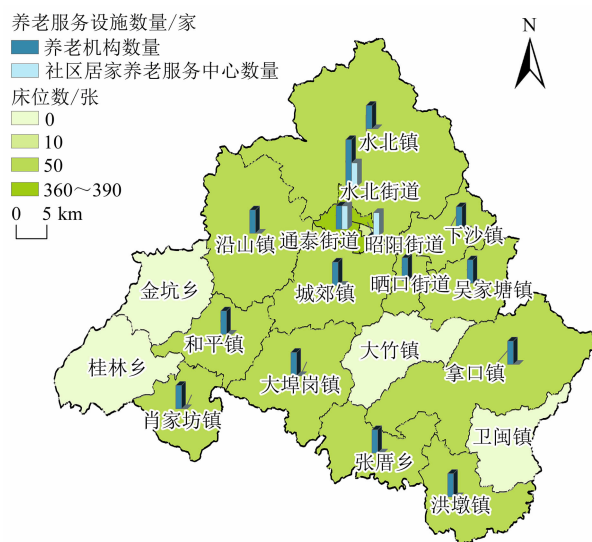 养老服务设施数量/家
养老机构数量
社区居家养老服务中心数量
床位数/张
0
10
50
360～390
0 5 km
N
水北镇
水北街道
沿山镇
通泰街道
昭阳街道
下沙镇
城郊镇
晒口街道
吴家塘镇
金坑乡
和平镇
大竹镇
桂林乡
大埠岗镇
拿口镇
肖家坊镇
卫闽镇
张厝乡
洪墩镇